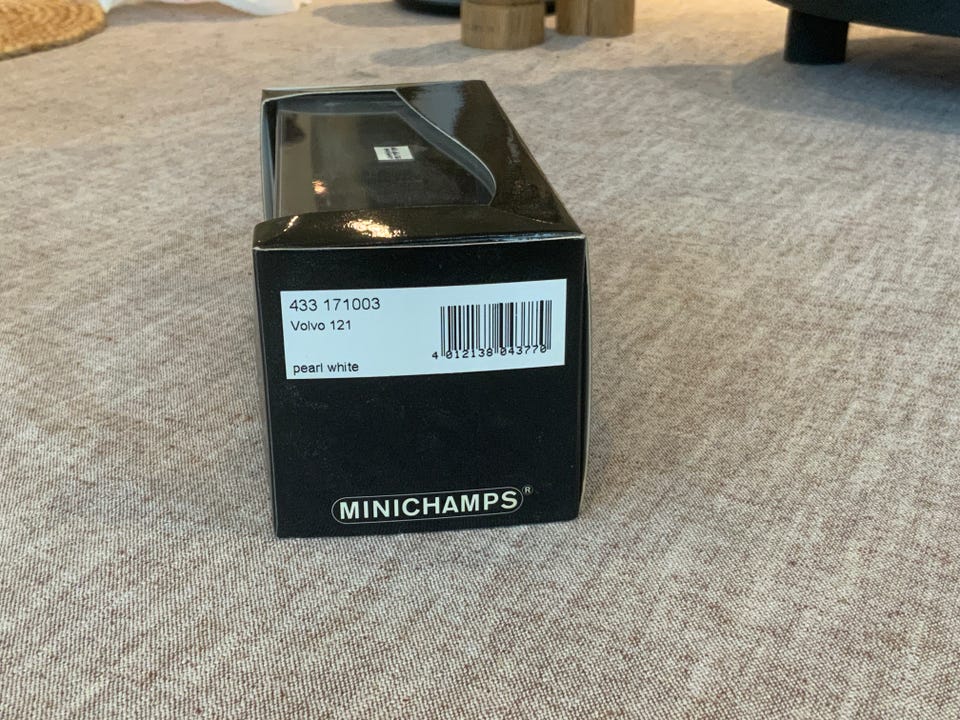 433 171003
Volvo 121
4 012138 043770
pearl white
MINICHAMPS®